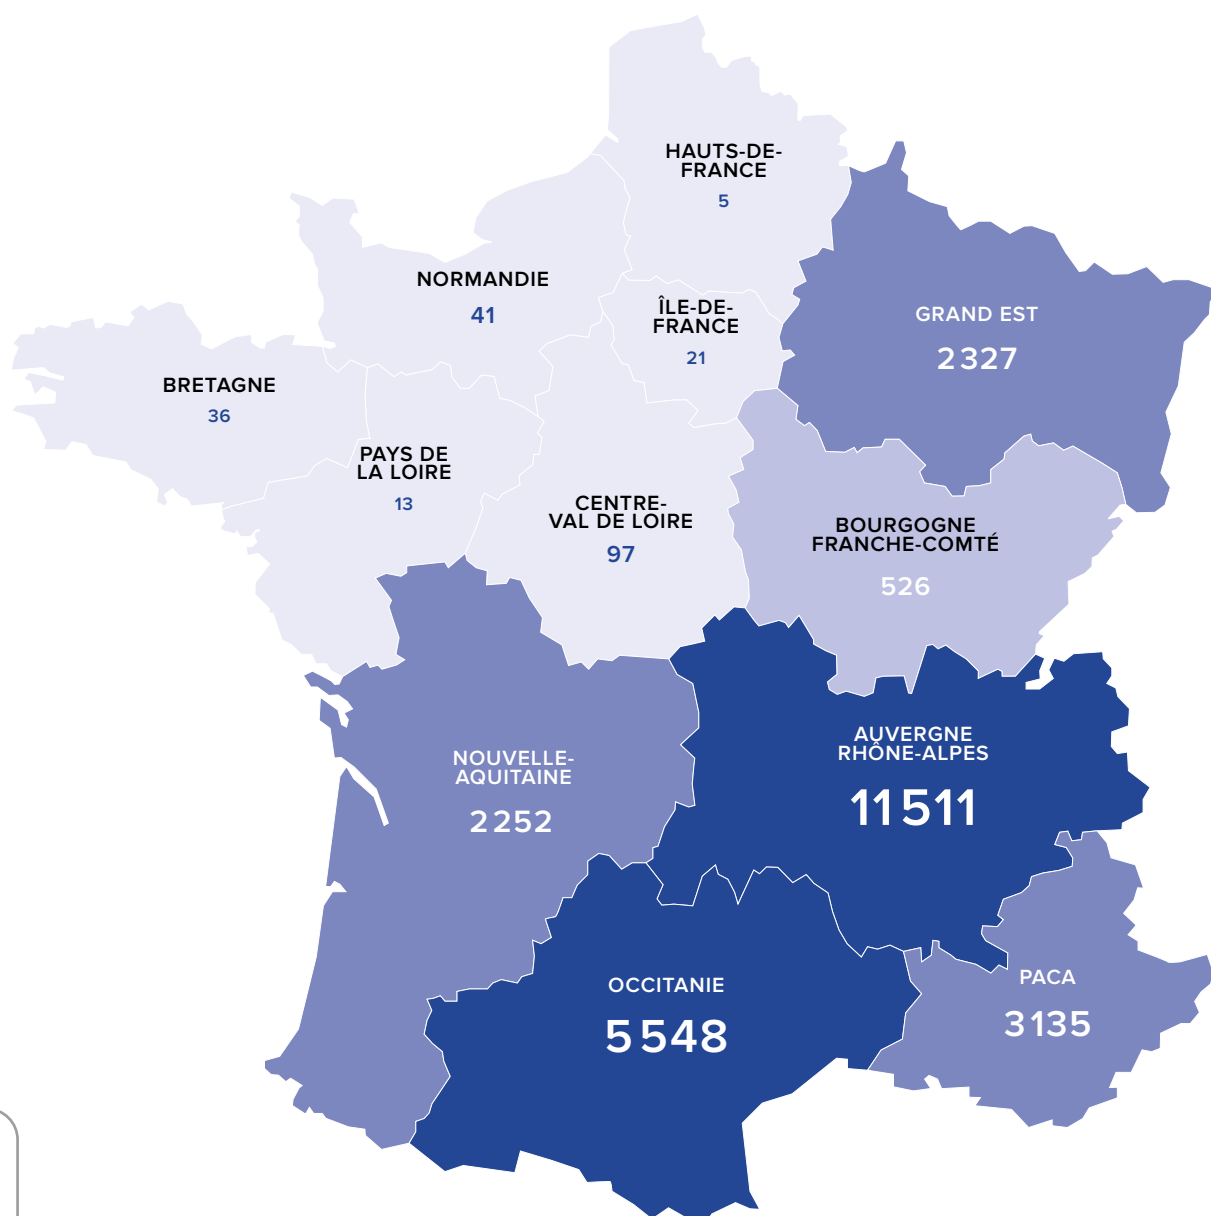 HAUTS-DE-
FRANCE
5
NORMANDIE
41
ÎLE-DE-
FRANCE
21
GRAND EST
2 327
BRETAGNE
36
PAYS DE
LA LOIRE
13
CENTRE-
VAL DE LOIRE
97
BOURGOGNE
FRANCHE-COMTÉ
526
NOUVELLE-
AQUITAINE
2 252
AUVERGNE
RHÔNE-ALPES
11 511
OCCITANIE
5 548
PACA
3 135